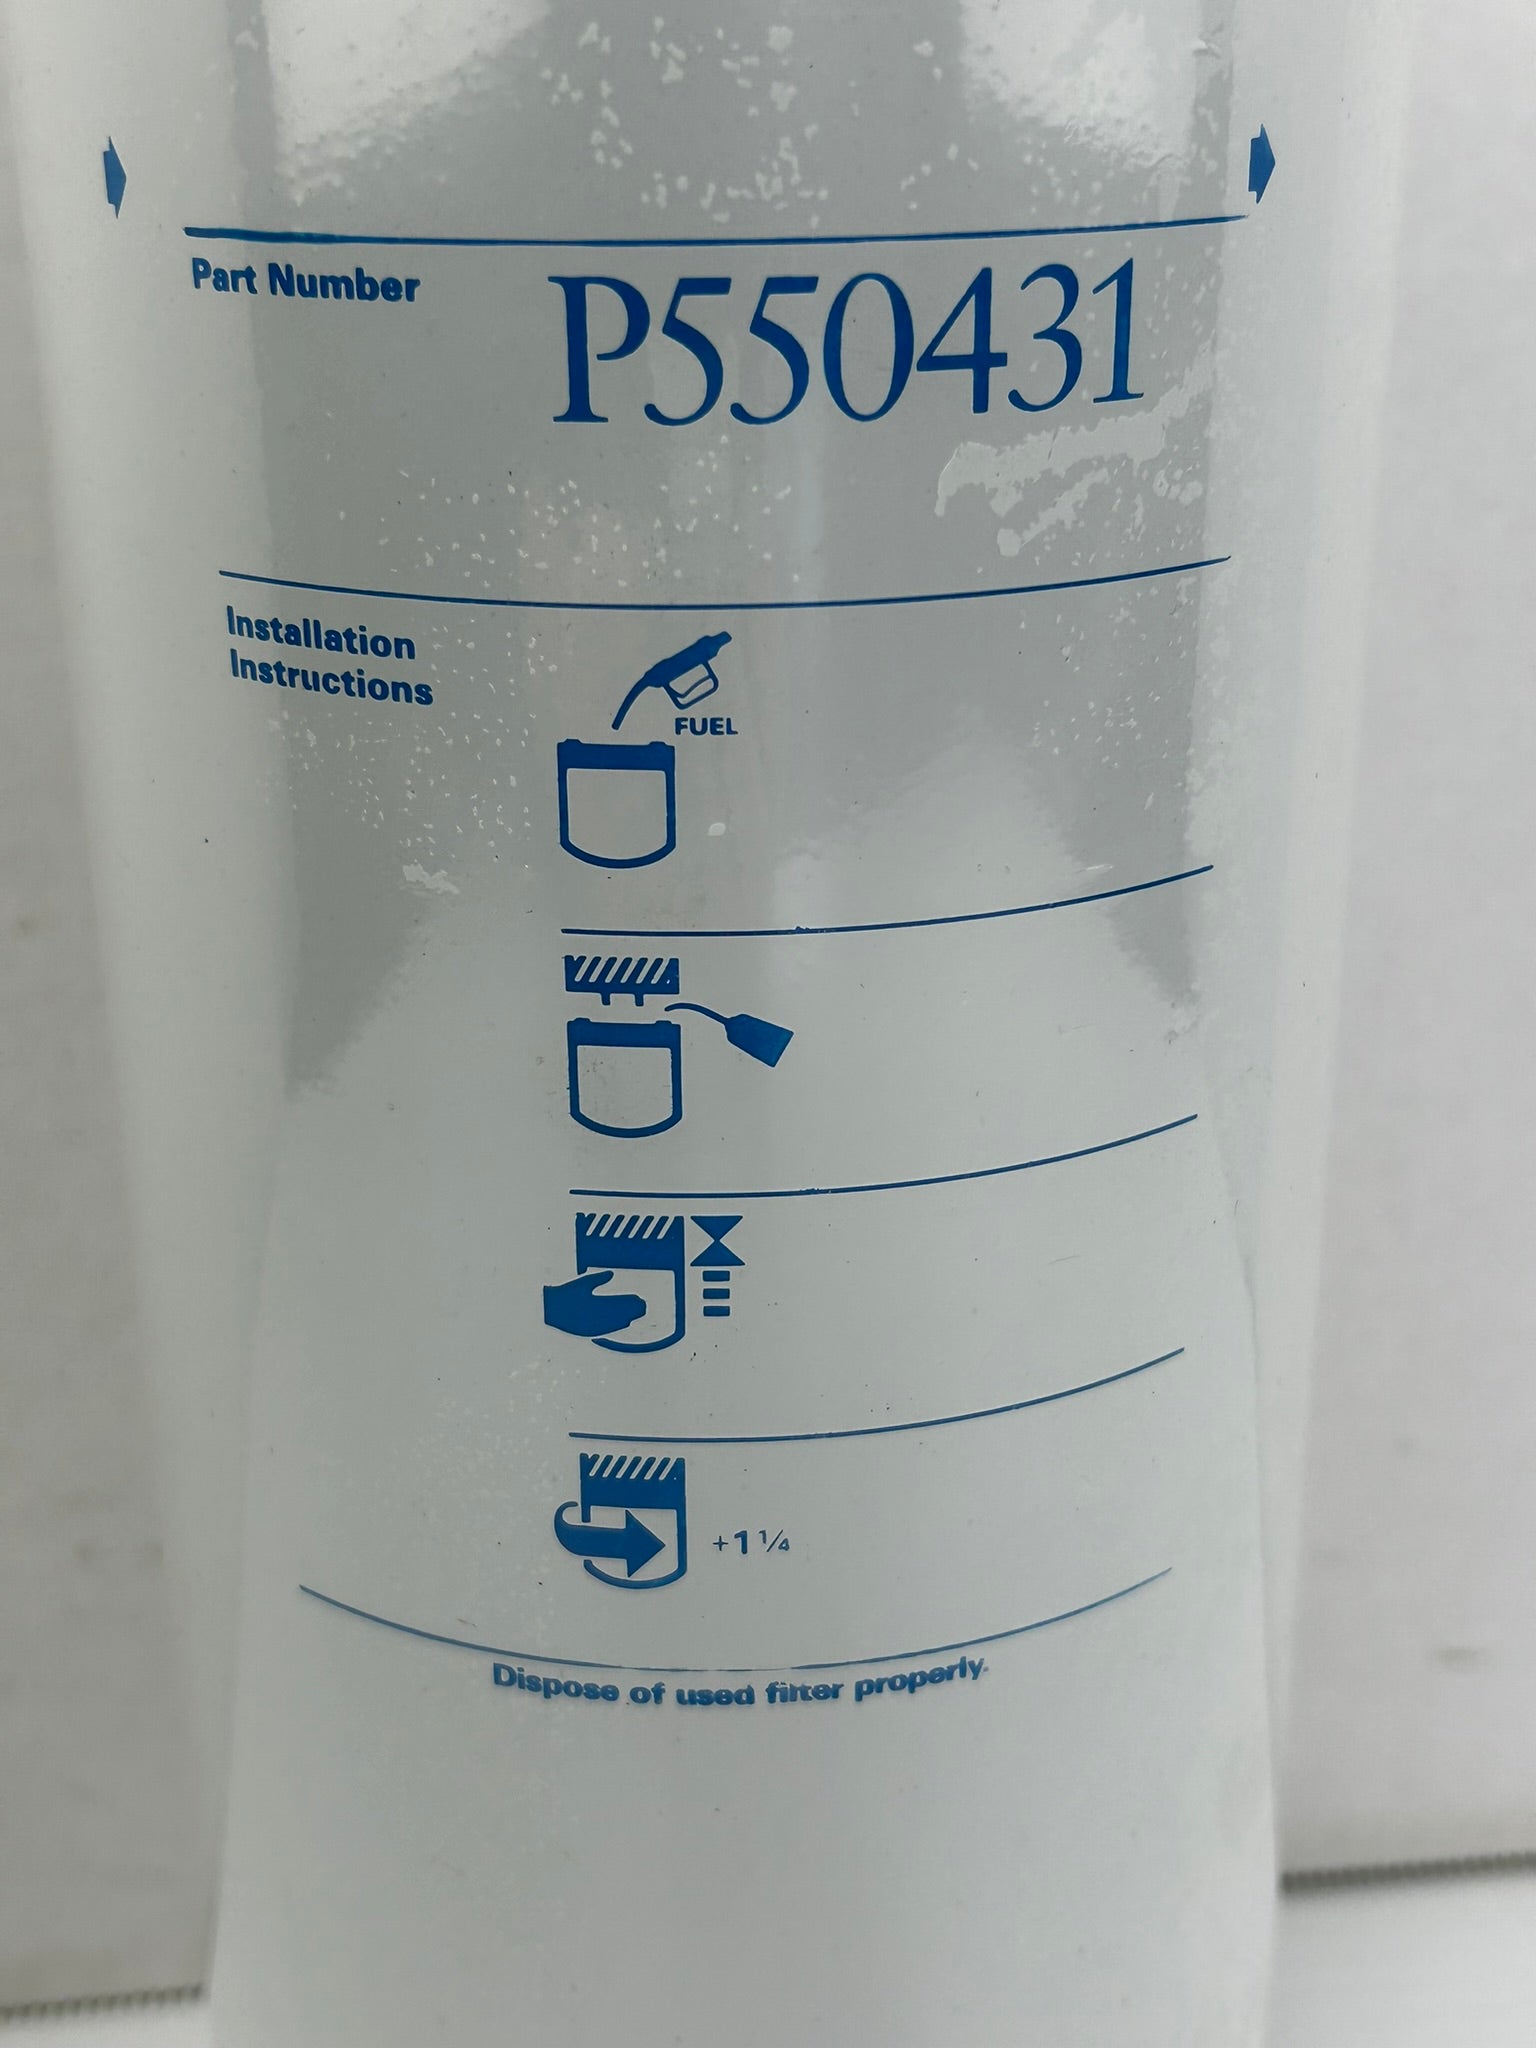 Part Number
P550431
Installation
Instructions
FUEL
+1 1/4
Dispose of used filter properly.